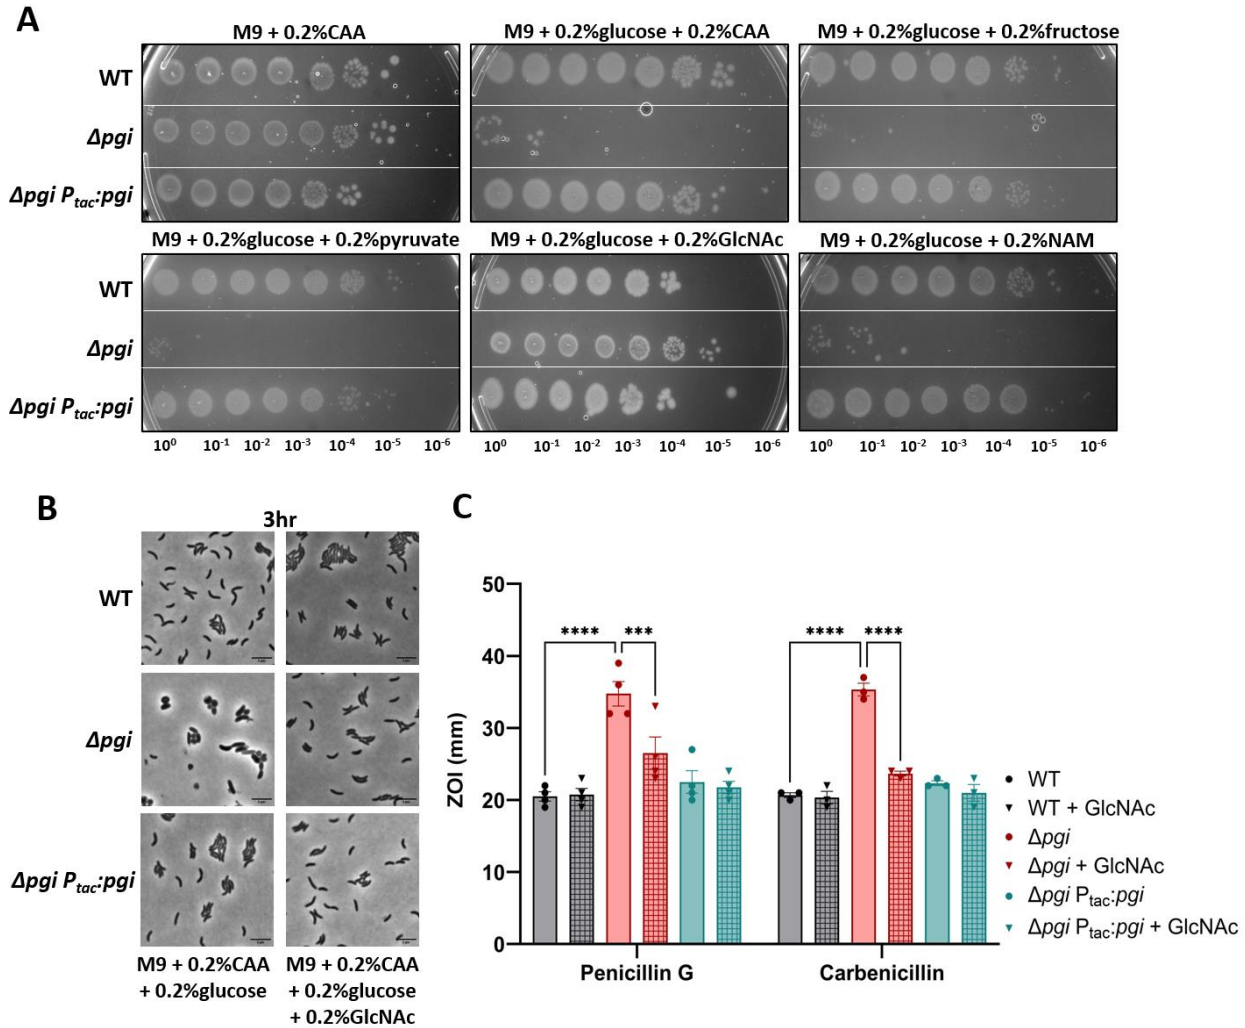 A
M9 + 0.2%CAA
M9 + 0.2%glucose + 0.2%CAA
M9 + 0.2%glucose + 0.2%fructose
WT
Δpgi
Δpgi Ptac:pgi
M9 + 0.2%glucose + 0.2%pyruvate
M9 + 0.2%glucose + 0.2%GlcNAc
M9 + 0.2%glucose + 0.2%NAM
WT
Δpgi
Δpgi Ptac:pgi
10⁰ 10⁻¹ 10⁻² 10⁻³ 10⁻⁴ 10⁻⁵ 10⁻⁶
10⁰ 10⁻¹ 10⁻² 10⁻³ 10⁻⁴ 10⁻⁵ 10⁻⁶
10⁰ 10⁻¹ 10⁻² 10⁻³ 10⁻⁴ 10⁻⁵ 10⁻⁶
B
3hr
WT
Δpgi
Δpgi Ptac:pgi
M9 + 0.2%CAA
+ 0.2%glucose
M9 + 0.2%CAA
+ 0.2%glucose
+ 0.2%GlcNAc
C
ZOI (mm)
50
40
30
20
10
0
**** ***
**** ****
Penicillin G
Carbenicillin
WT
WT + GlcNAc
Δpgi
Δpgi + GlcNAc
Δpgi Ptac:pgi
Δpgi Ptac:pgi + GlcNAc